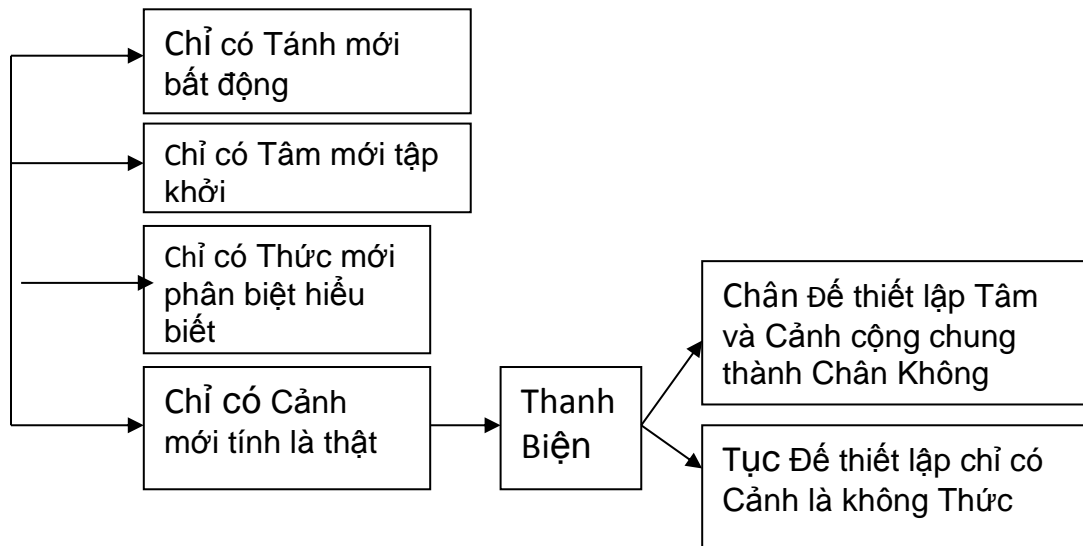 Chỉ có Tánh mới
bất động
Chỉ có Tâm mới tập
khởi
Chỉ có Thức mới
phân biệt hiểu
biết
Chỉ có Cảnh
mới tính là thật
Thanh
Biện
Chân Đế thiết lập Tâm
và Cảnh cộng chung
thành Chân Không
Tục Đế thiết lập chỉ có
Cảnh là không Thức